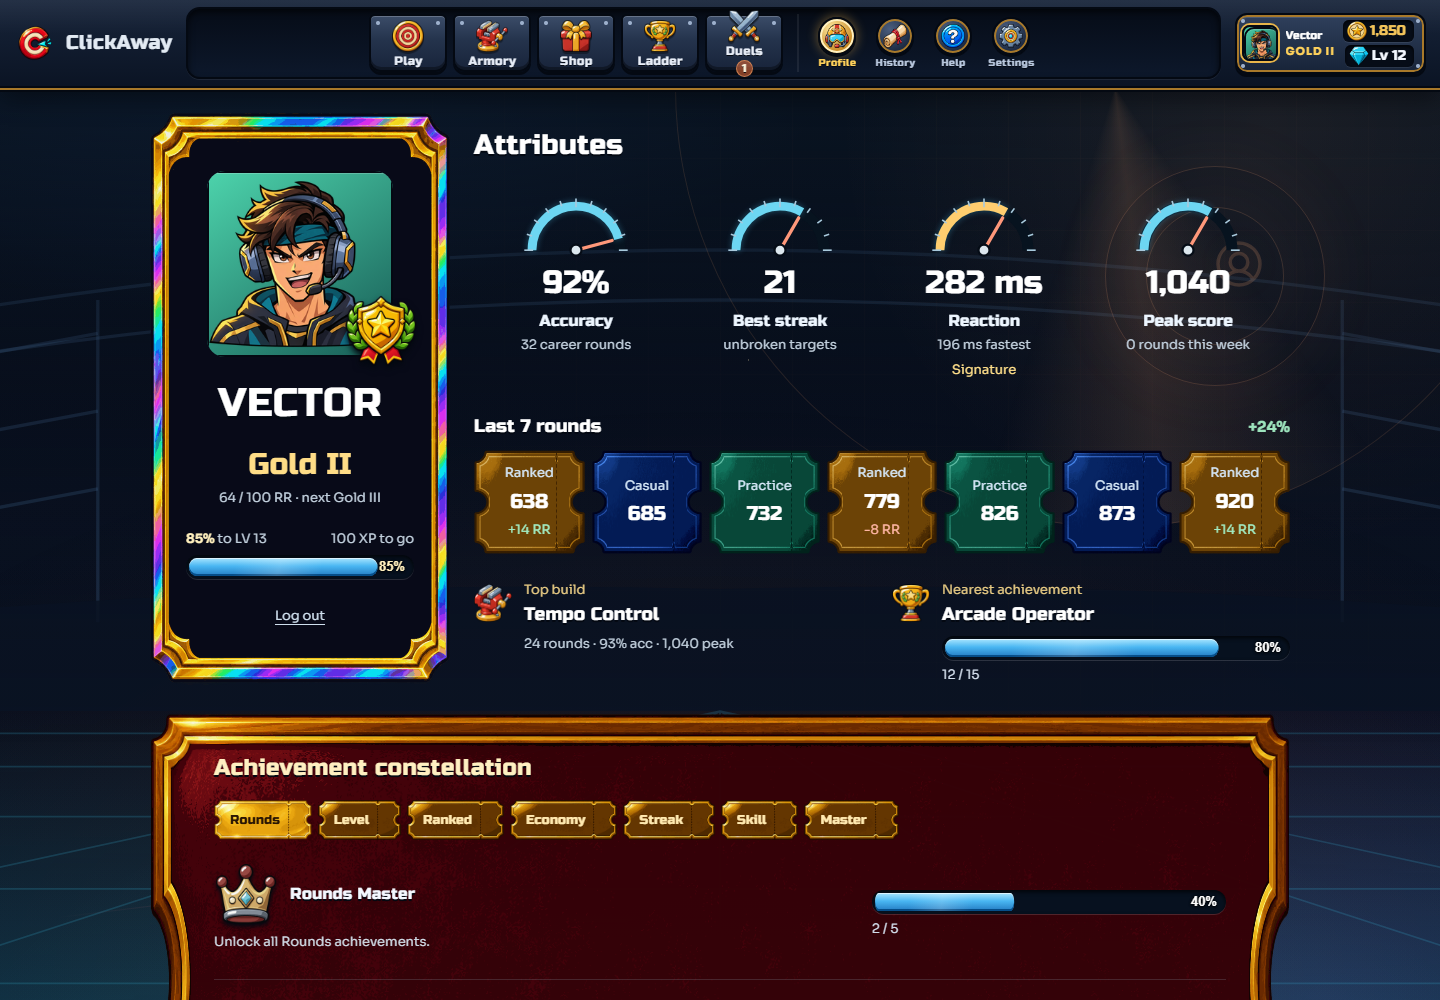 ClickAway
Play
Armory
Shop
Ladder
Duels
1
Profile
History
Help
Settings
Vector
GOLD II
1,850
Lv 12
VECTOR
Gold II
64 / 100 RR · next Gold III
85% to LV 13
100 XP to go
85%
Log out
Attributes
92%
Accuracy
32 career rounds
21
Best streak
unbroken targets
282 ms
Reaction
196 ms fastest
Signature
1,040
Peak score
0 rounds this week
Last 7 rounds
+24%
Ranked
638
+14 RR
Casual
685
Practice
732
Ranked
779
-8 RR
Practice
826
Casual
873
Ranked
920
+14 RR
Top build
Tempo Control
24 rounds · 93% acc · 1,040 peak
Nearest achievement
Arcade Operator
80%
12 / 15
Achievement constellation
Rounds
Level
Ranked
Economy
Streak
Skill
Master
Rounds Master
Unlock all Rounds achievements.
40%
2 / 5